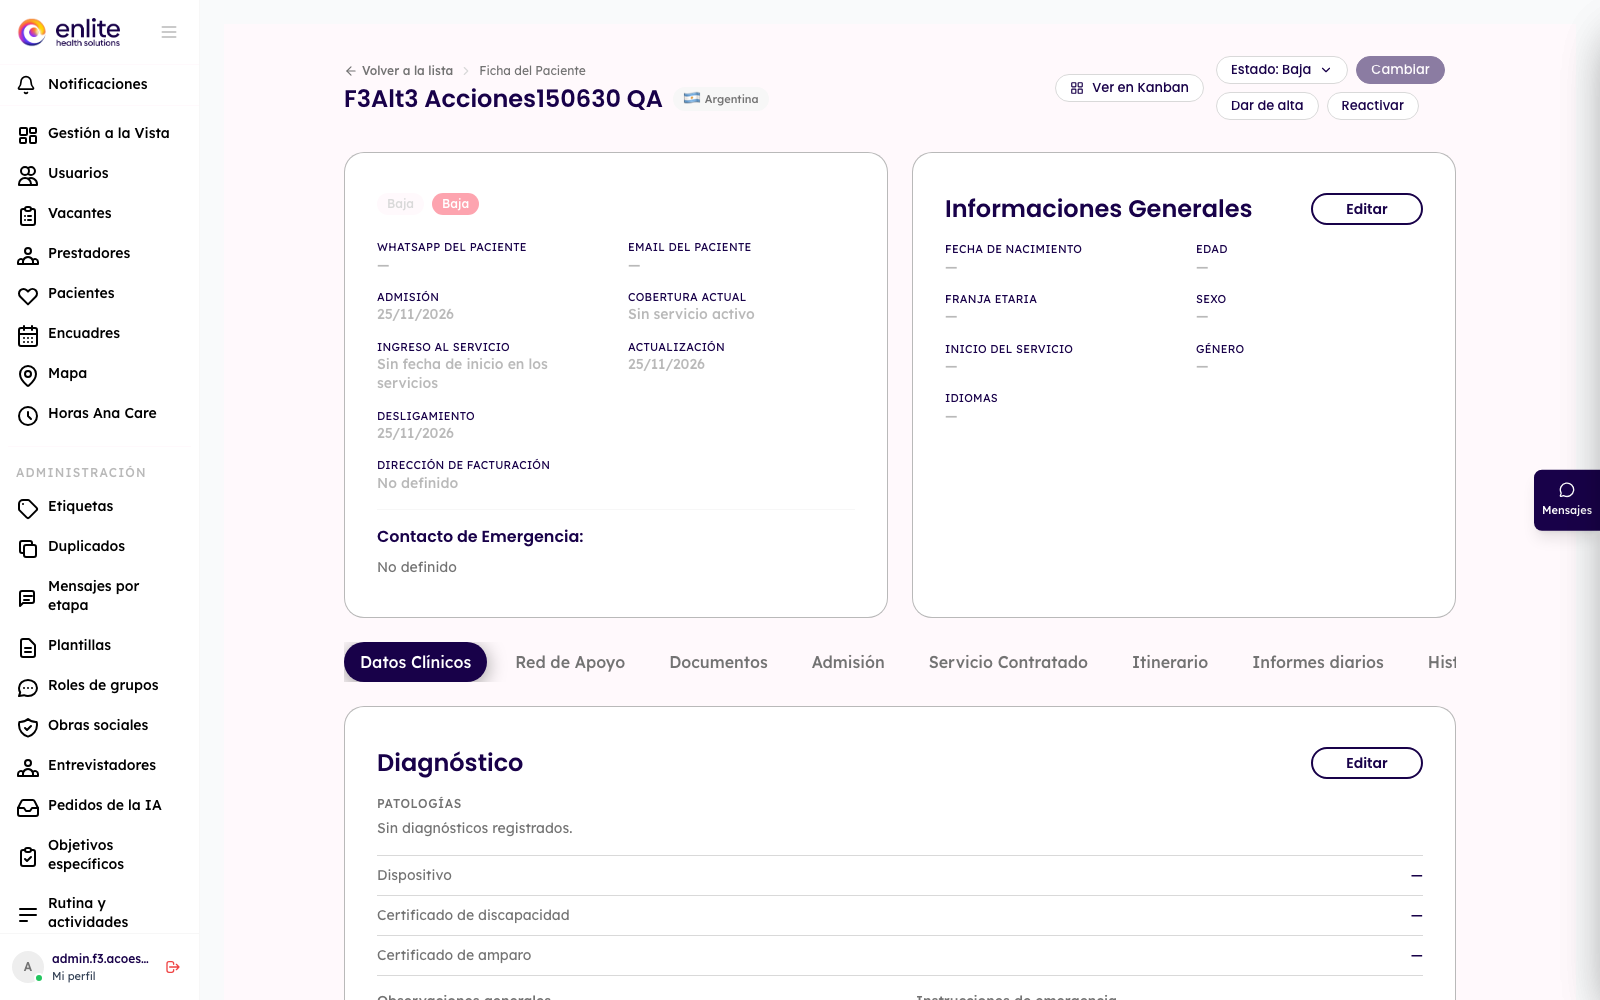 enlite
health solutions
Notificaciones
Gestión a la Vista
Usuarios
Vacantes
Prestadores
Pacientes
Encuadres
Mapa
Horas Ana Care
ADMINISTRACIÓN
Etiquetas
Duplicados
Mensajes por
etapa
Plantillas
Roles de grupos
Obras sociales
Entrevistadores
Pedidos de la IA
Objetivos
específicos
Rutina y
actividades
A
admin.f3.acoes...
Mi perfil
Volver a la lista
Ficha del Paciente
F3Alt3 Acciones150630 QA
Argentina
Ver en Kanban
Estado: Baja
Cambiar
Dar de alta
Reactivar
Baja
Baja
WHATSAPP DEL PACIENTE
—
EMAIL DEL PACIENTE
—
ADMISIÓN
25/11/2026
COBERTURA ACTUAL
Sin servicio activo
INGRESO AL SERVICIO
Sin fecha de inicio en los
servicios
ACTUALIZACIÓN
25/11/2026
DESLIGAMIENTO
25/11/2026
DIRECCIÓN DE FACTURACIÓN
No definido
Contacto de Emergencia:
No definido
Informaciones Generales
Editar
FECHA DE NACIMIENTO
—
EDAD
—
FRANJA ETARIA
—
SEXO
—
INICIO DEL SERVICIO
—
GÉNERO
—
IDIOMAS
—
Mensajes
Datos Clínicos
Red de Apoyo
Documentos
Admisión
Servicio Contratado
Itinerario
Informes diarios
Hist
Diagnóstico
Editar
PATOLOGÍAS
Sin diagnósticos registrados.
Dispositivo
—
Certificado de discapacidad
—
Certificado de amparo
—
Observaciones generales
Instrucciones de emergencia